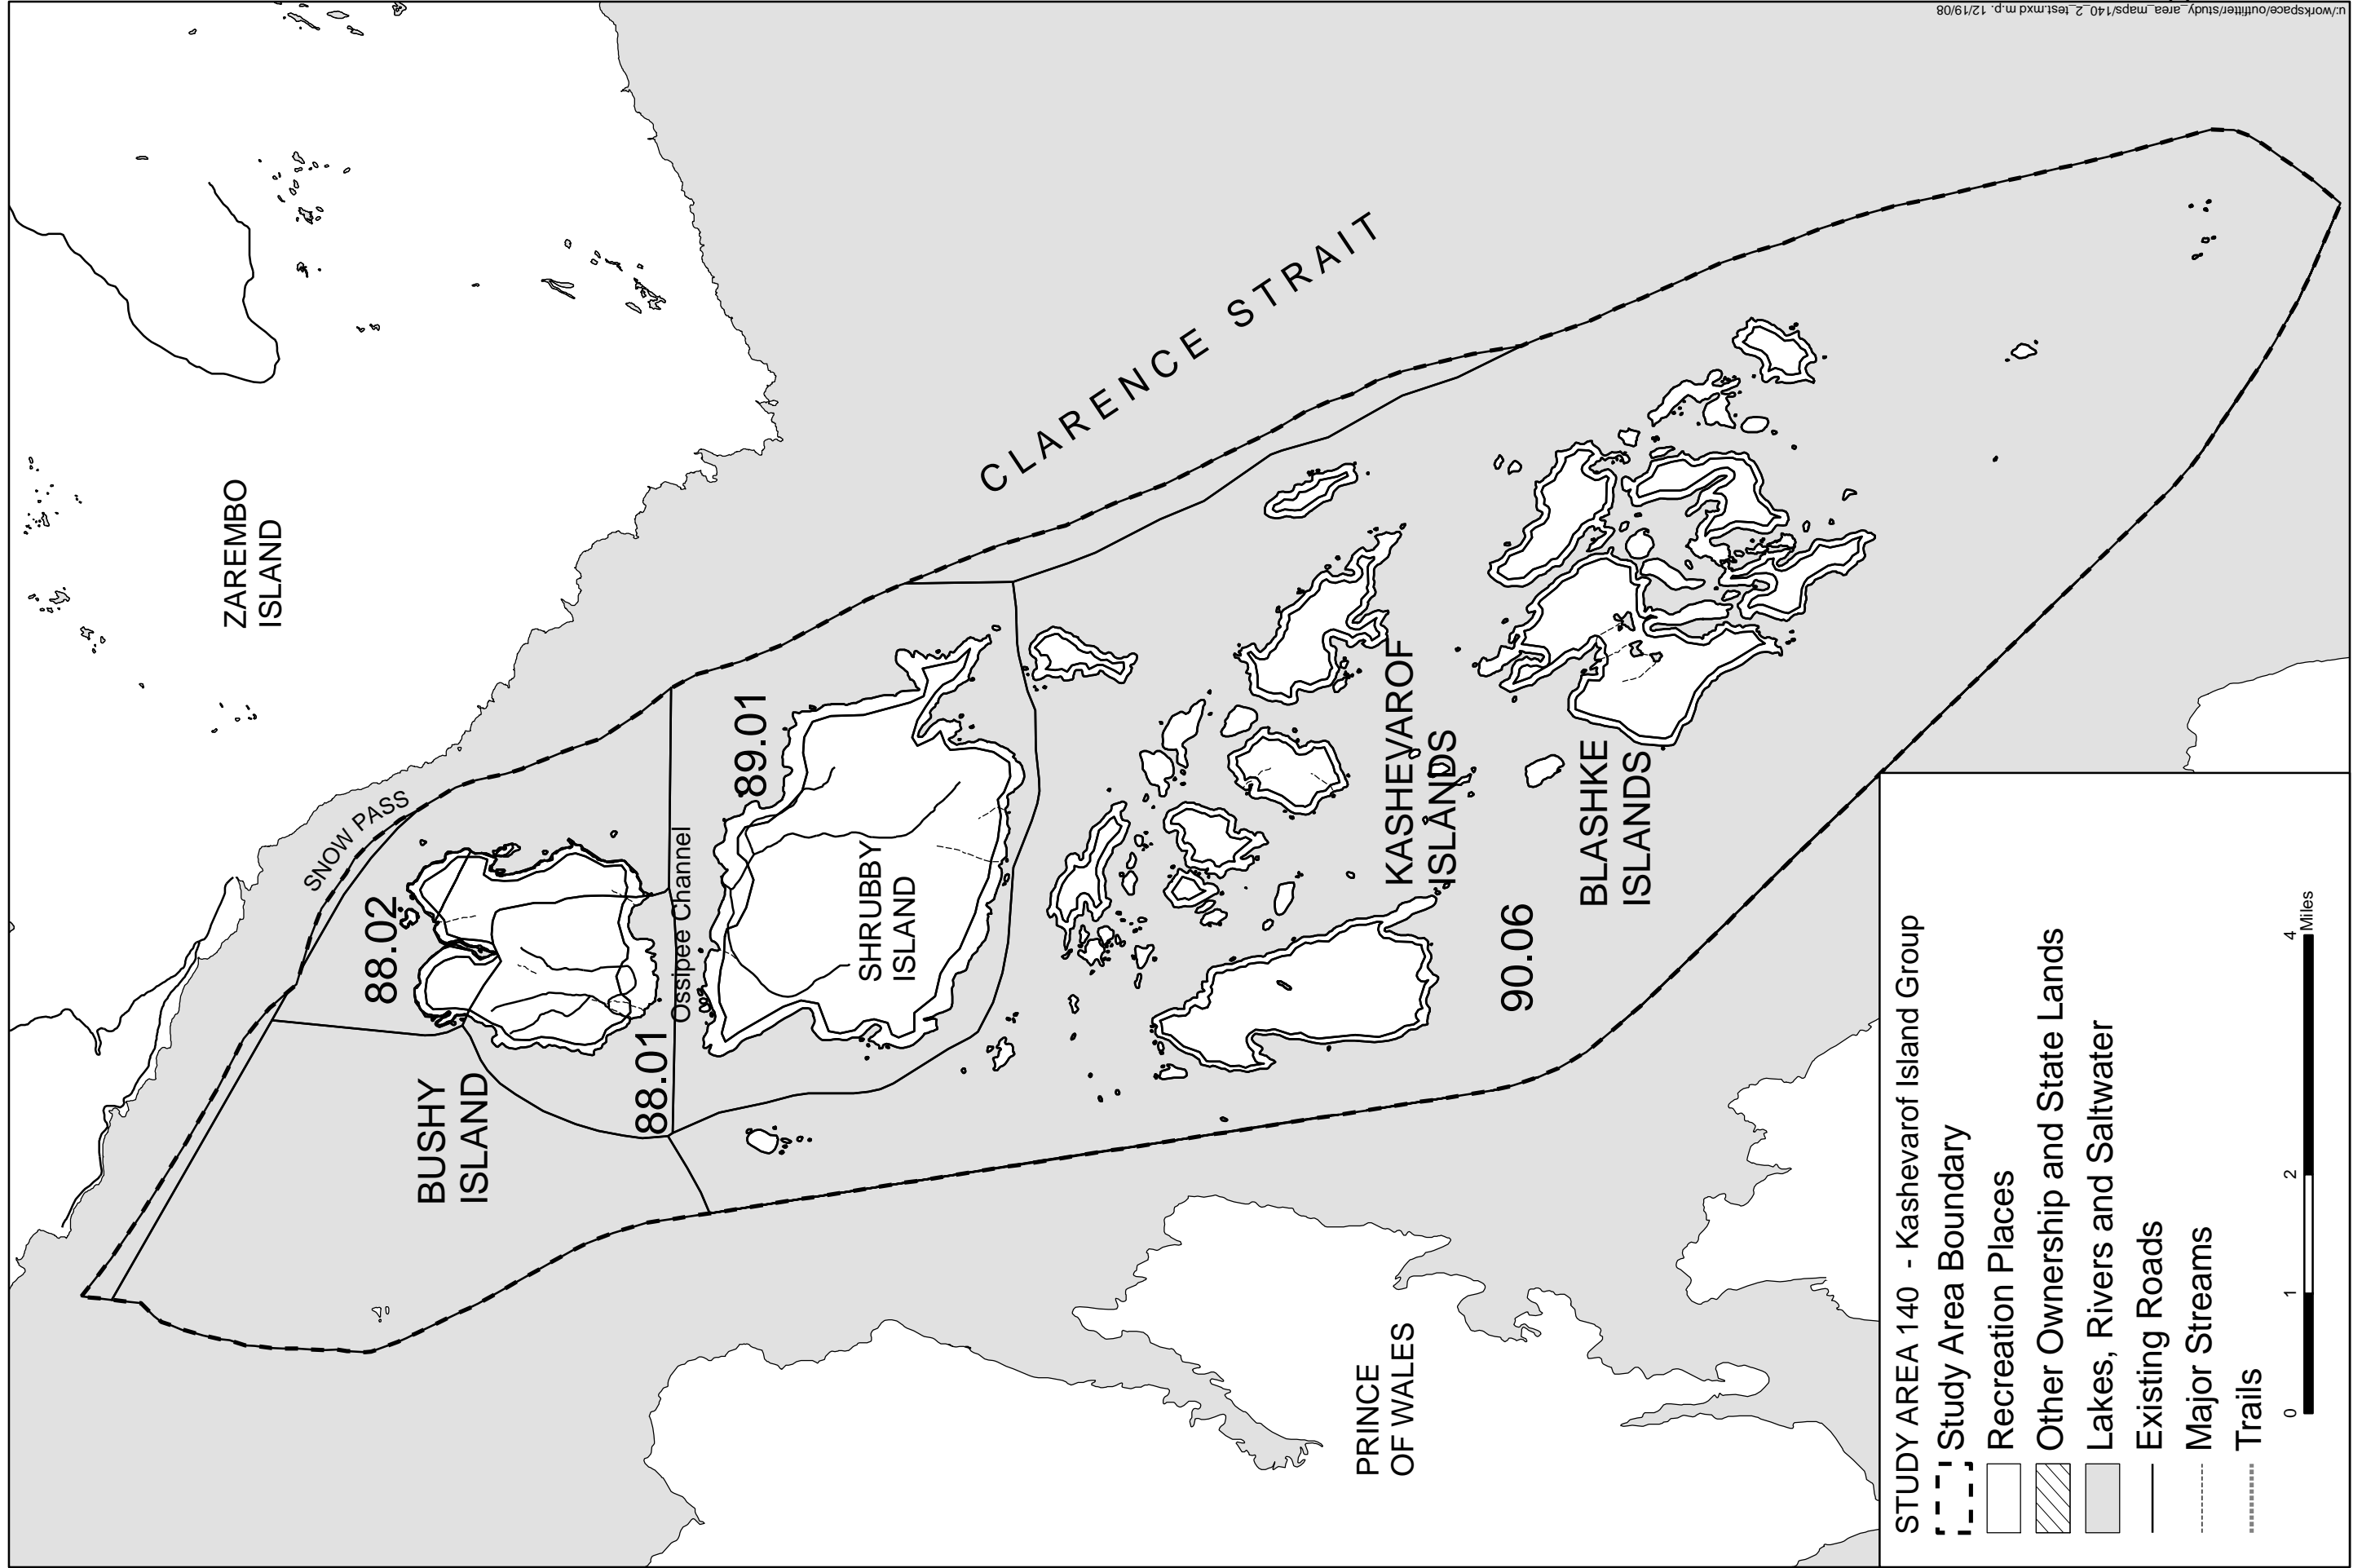 u:/workspace/outfitter/study_area_maps/140_2_test.mxd m.p. 12/19/08
ZAREMBO
ISLAND
SNOW PASS
CLARENCE STRAIT
88.02
BUSHY
ISLAND
88.01
Ossipee Channel
89.01
SHRUBBY
ISLAND
KASHEVAROF
ISLANDS
90.06
BLASHKE
ISLANDS
PRINCE
OF WALES
STUDY AREA 140 - Kashevarof Island Group
Study Area Boundary
Recreation Places
Other Ownership and State Lands
Lakes, Rivers and Saltwater
Existing Roads
Major Streams
Trails
0 1 2 4
Miles